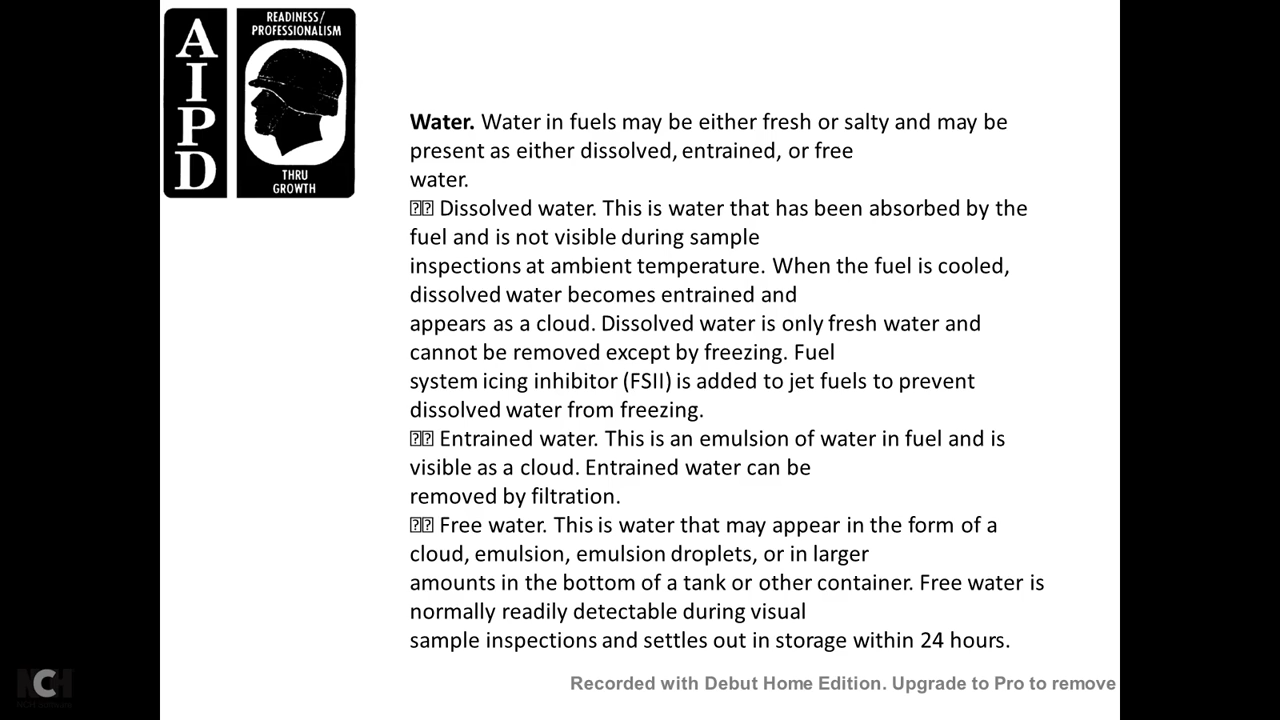 A
I
P
D
READINESS/
PROFESSIONALISM
THRU
GROWTH
Water. Water in fuels may be either fresh or salty and may be
present as either dissolved, entrained, or free
water.
⍰⍰ Dissolved water. This is water that has been absorbed by the
fuel and is not visible during sample
inspections at ambient temperature. When the fuel is cooled,
dissolved water becomes entrained and
appears as a cloud. Dissolved water is only fresh water and
cannot be removed except by freezing. Fuel
system icing inhibitor (FSII) is added to jet fuels to prevent
dissolved water from freezing.
⍰⍰ Entrained water. This is an emulsion of water in fuel and is
visible as a cloud. Entrained water can be
removed by filtration.
⍰⍰ Free water. This is water that may appear in the form of a
cloud, emulsion, emulsion droplets, or in larger
amounts in the bottom of a tank or other container. Free water is
normally readily detectable during visual
sample inspections and settles out in storage within 24 hours.
NCH
Recorded with Debut Home Edition. Upgrade to Pro to remove